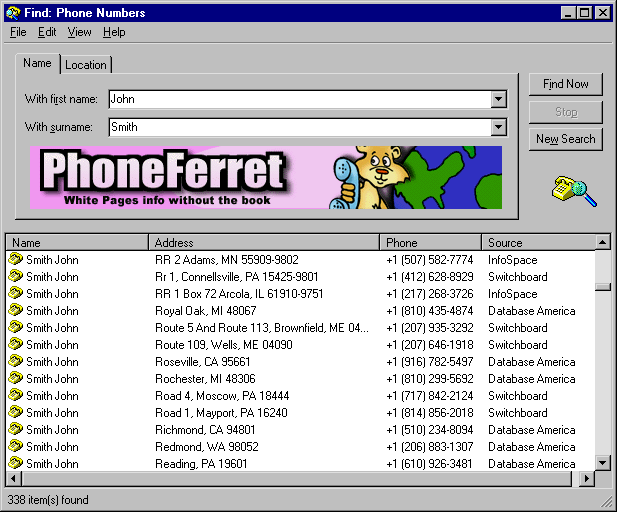 Find: Phone Numbers
File Edit View Help
Name Location
With first name: John
Find Now
Stop
With surname: Smith
New Search
PhoneFerret
White Pages info without the book
Name Address Phone Source
Smith John RR 2 Adams, MN 55909-9802 +1 (507) 582-7774 InfoSpace
Smith John Rr 1, Connellsville, PA 15425-9801 +1 (412) 628-8929 Switchboard
Smith John RR 1 Box 72 Arcola, IL 61910-9751 +1 (217) 268-3726 InfoSpace
Smith John Royal Oak, MI 48067 +1 (810) 435-4874 Database America
Smith John Route 5 And Route 113, Brownfield, ME 04... +1 (207) 935-3292 Switchboard
Smith John Route 109, Wells, ME 04090 +1 (207) 646-1918 Switchboard
Smith John Roseville, CA 95661 +1 (916) 782-5497 Database America
Smith John Rochester, MI 48306 +1 (810) 299-5692 Database America
Smith John Road 4, Moscow, PA 18444 +1 (717) 842-2124 Switchboard
Smith John Road 1, Mayport, PA 16240 +1 (814) 856-2018 Switchboard
Smith John Richmond, CA 94801 +1 (510) 234-8094 Database America
Smith John Redmond, WA 98052 +1 (206) 883-1307 Database America
Smith John Reading, PA 19601 +1 (610) 926-3481 Database America
338 item(s) found